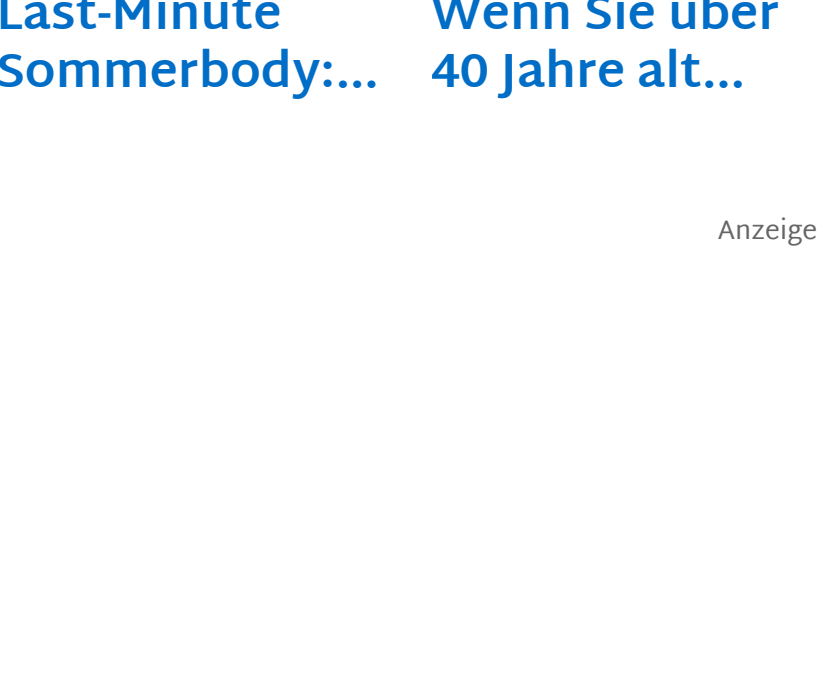 Last-Minute
Sommerbody:...
Wenn Sie über
40 Jahre alt...
Anzeige